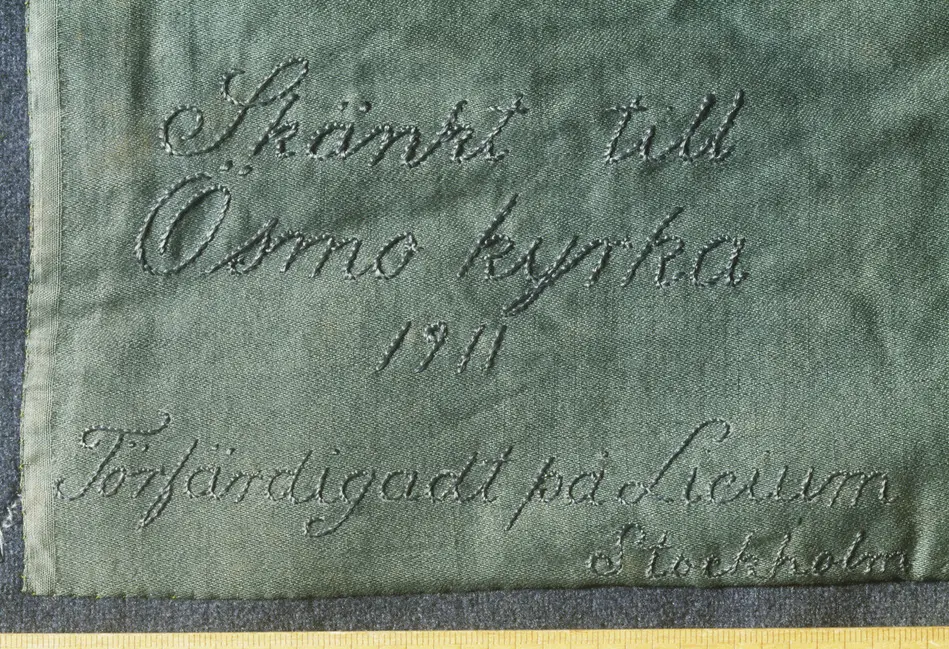 Skänkt till
Ösmo kyrka
1911
Förfärdigadt på Licium
Stockholm